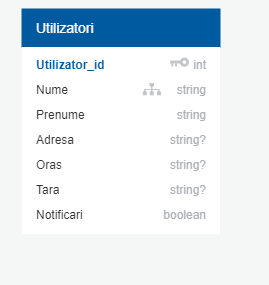 Utilizatori
Utilizator_id int
Nume string
Prenume string
Adresa string?
Oras string?
Tara string?
Notificari boolean